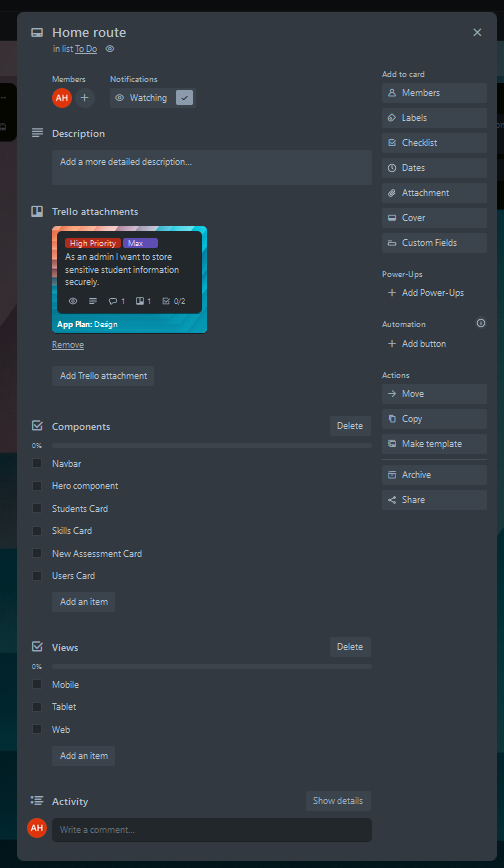 Home route
in list To Do
Members
Notifications
AH
Watching
Description
Add a more detailed description...
Trello attachments
High Priority Max
As an admin I want to store
sensitive student information
securely.
1 1 0/2
App Plan: Design
Remove
Add Trello attachment
Components
Delete
0%
Navbar
Hero component
Students Card
Skills Card
New Assessment Card
Users Card
Add an item
Views
Delete
0%
Mobile
Tablet
Web
Add an item
Activity
Show details
AH
Write a comment...
Add to card
Members
Labels
Checklist
Dates
Attachment
Cover
Custom Fields
Power-Ups
Add Power-Ups
Automation
Add button
Actions
Move
Copy
Make template
Archive
Share